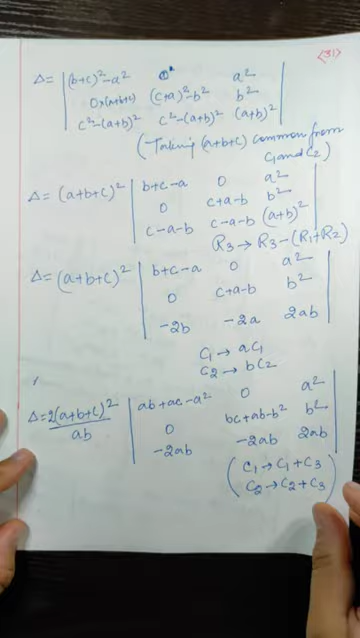 <31>
Δ= | (b+c)²-a² 0² a² |
| 0×(a+b+c) (c+a)²-b² b² |
| c²-(a+b)² c²-(a+b)² (a+b)² |
(Taking (a+b+c) common from
C₁ and C₂)
Δ= (a+b+c)² | b+c-a 0 a² |
| 0 c+a-b b² |
| c-a-b c-a-b (a+b)² |
R₃→R₃-(R₁+R₂)
Δ= (a+b+c)² | b+c-a 0 a² |
| 0 c+a-b b² |
| -2b -2a 2ab |
C₁→ aC₁
C₂→ bC₂
Δ= 2(a+b+c)²/ab | ab+ac-a² 0 a² |
| 0 bc+ab-b² b² |
| -2ab -2ab 2ab |
( C₁→C₁+C₃
C₂→C₂+C₃ )